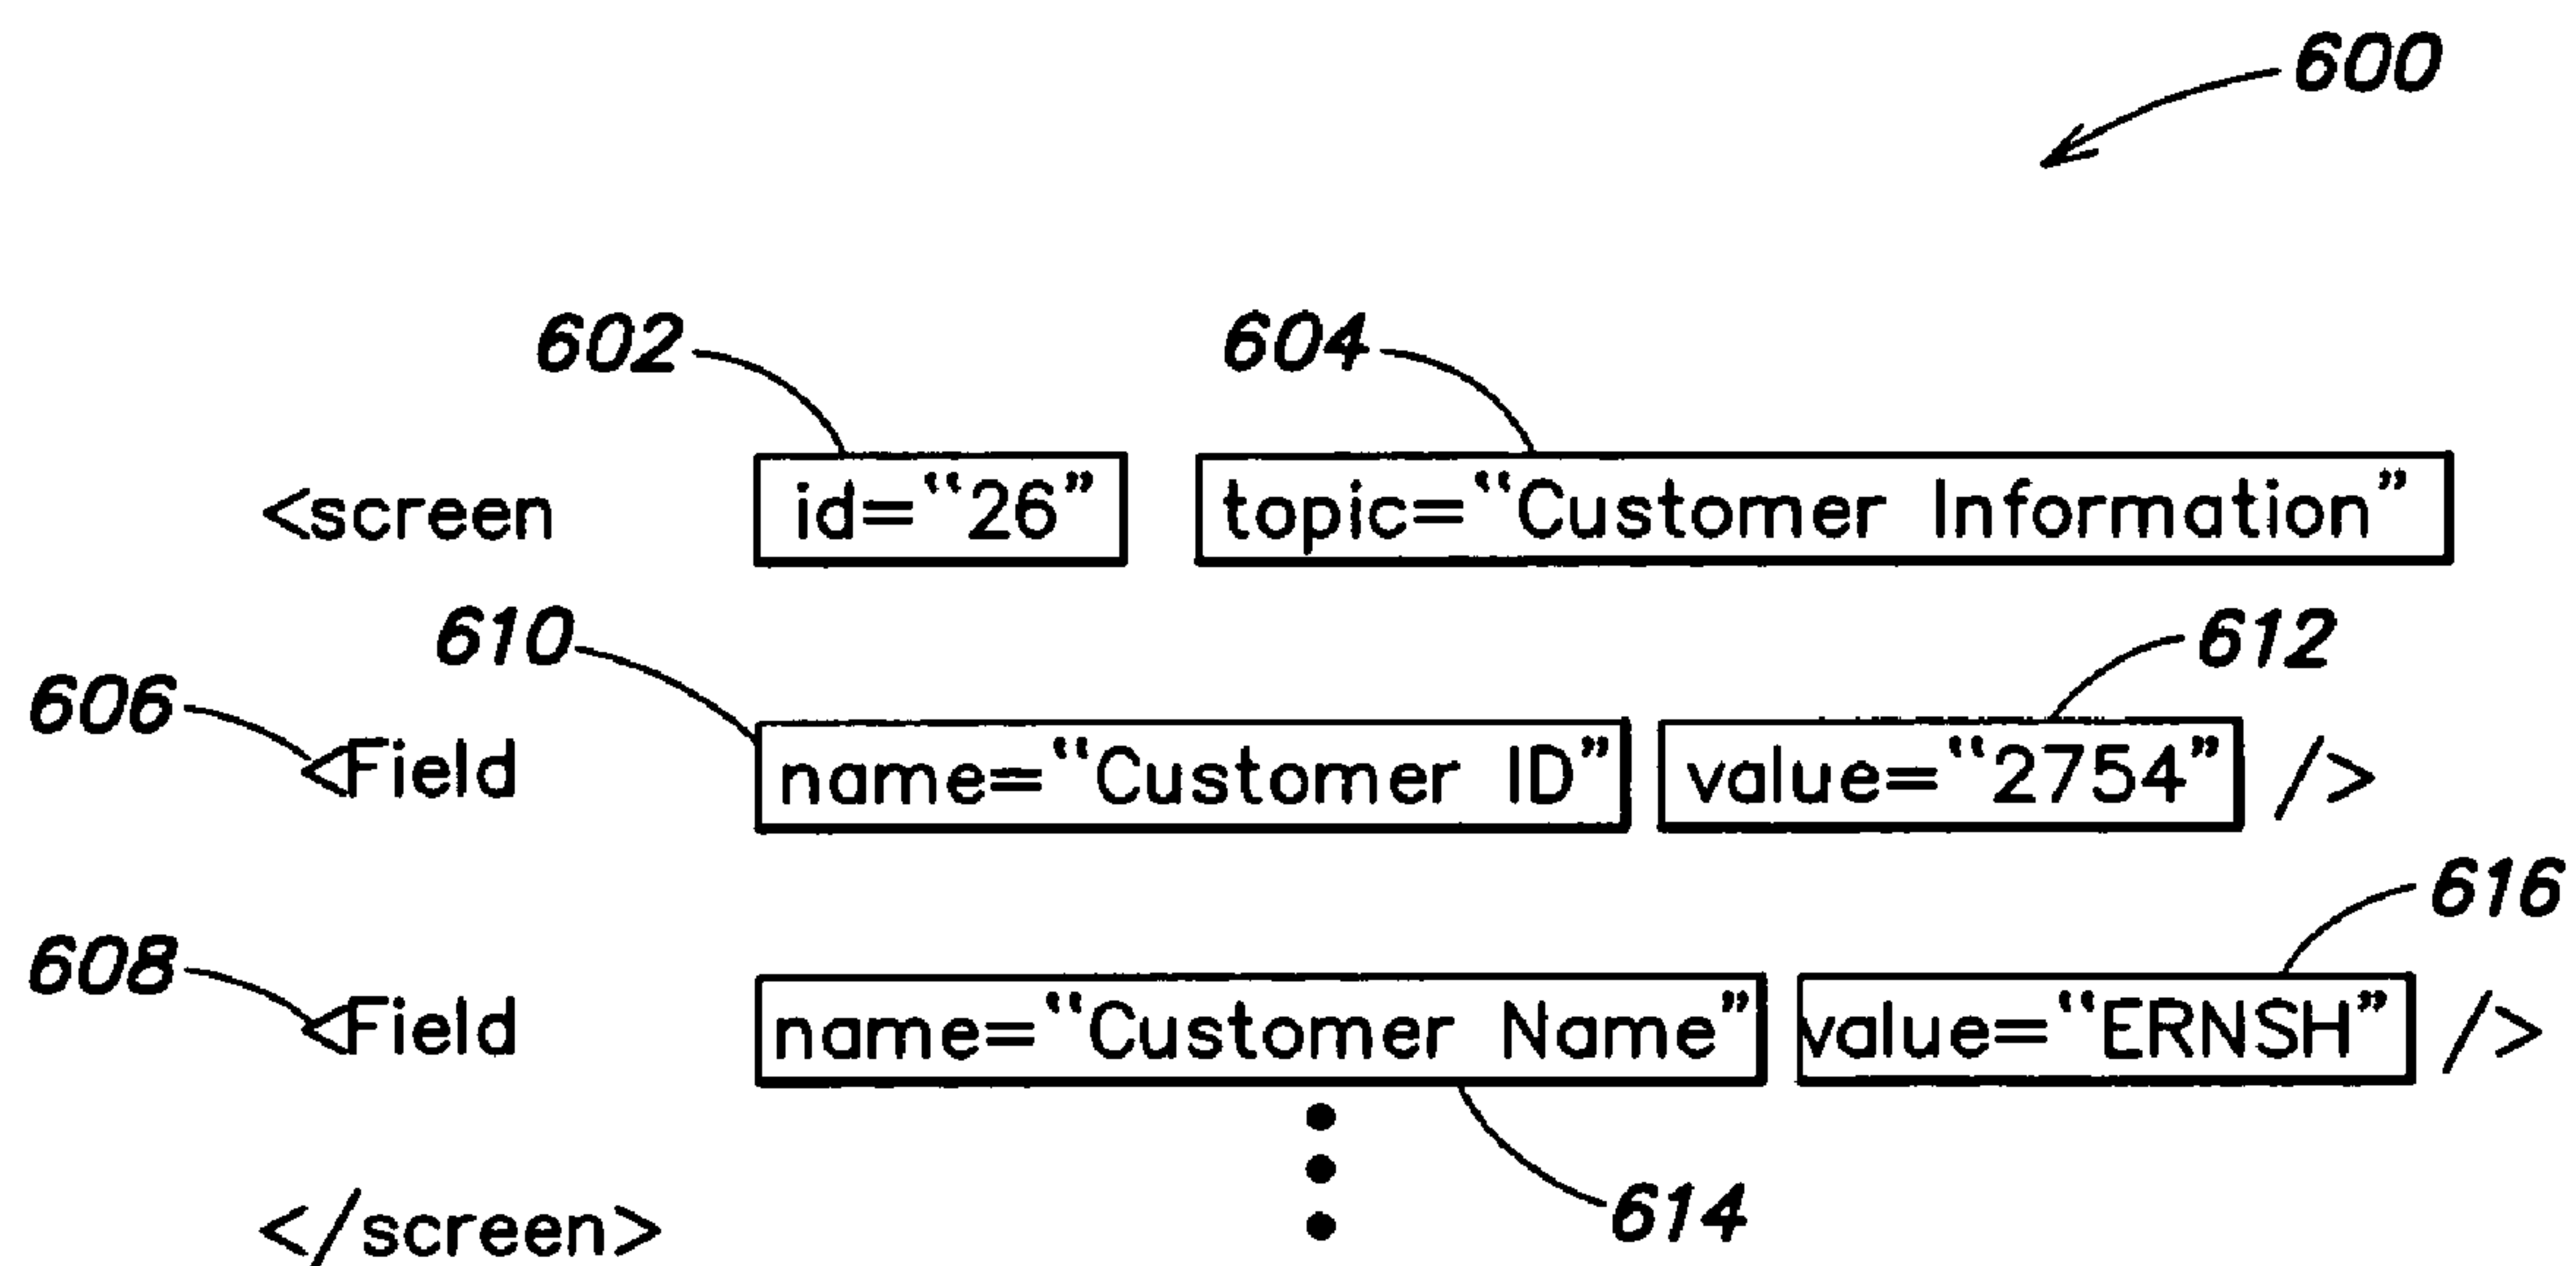 600
602 604
<screen id=“26” topic=“Customer Information”
610 612
606
<Field name=“Customer ID” value=“2754” />
616
608
<Field name=“Customer Name” value=“ERNSH” />
614
</screen>